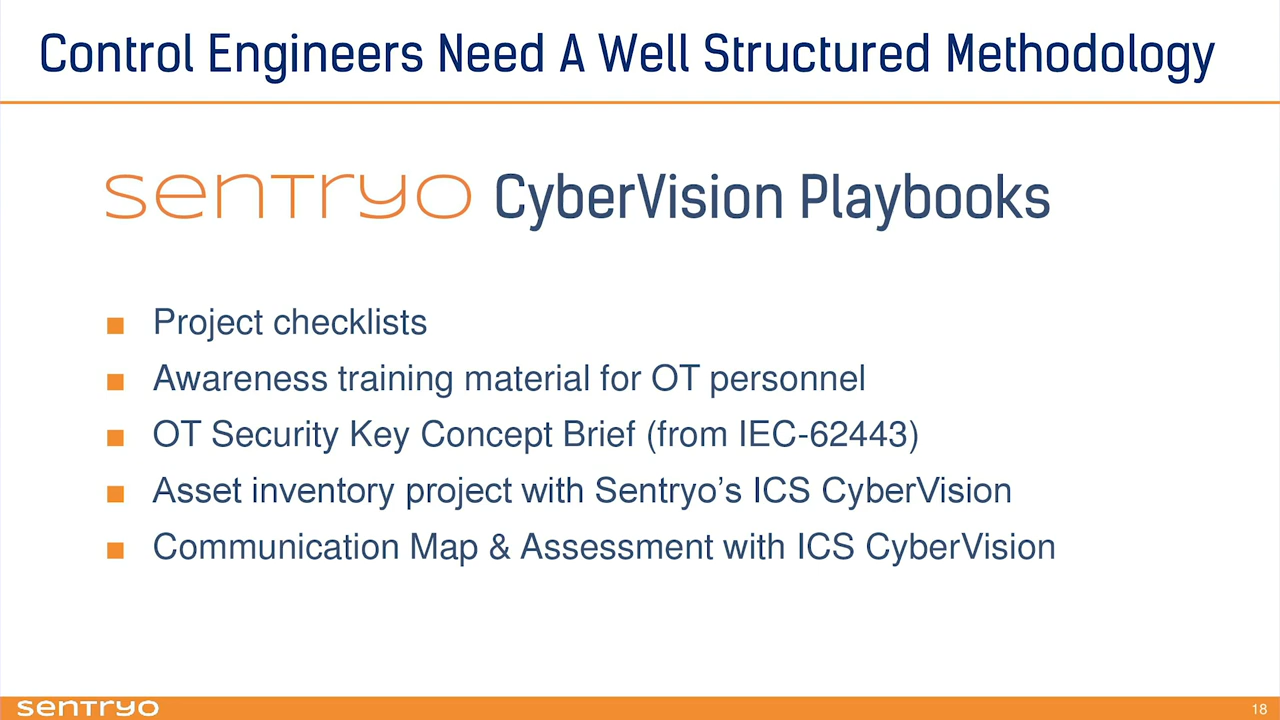 Control Engineers Need A Well Structured Methodology
sentryo CyberVision Playbooks
■ Project checklists
■ Awareness training material for OT personnel
■ OT Security Key Concept Brief (from IEC-62443)
■ Asset inventory project with Sentryo’s ICS CyberVision
■ Communication Map & Assessment with ICS CyberVision
sentryo 18